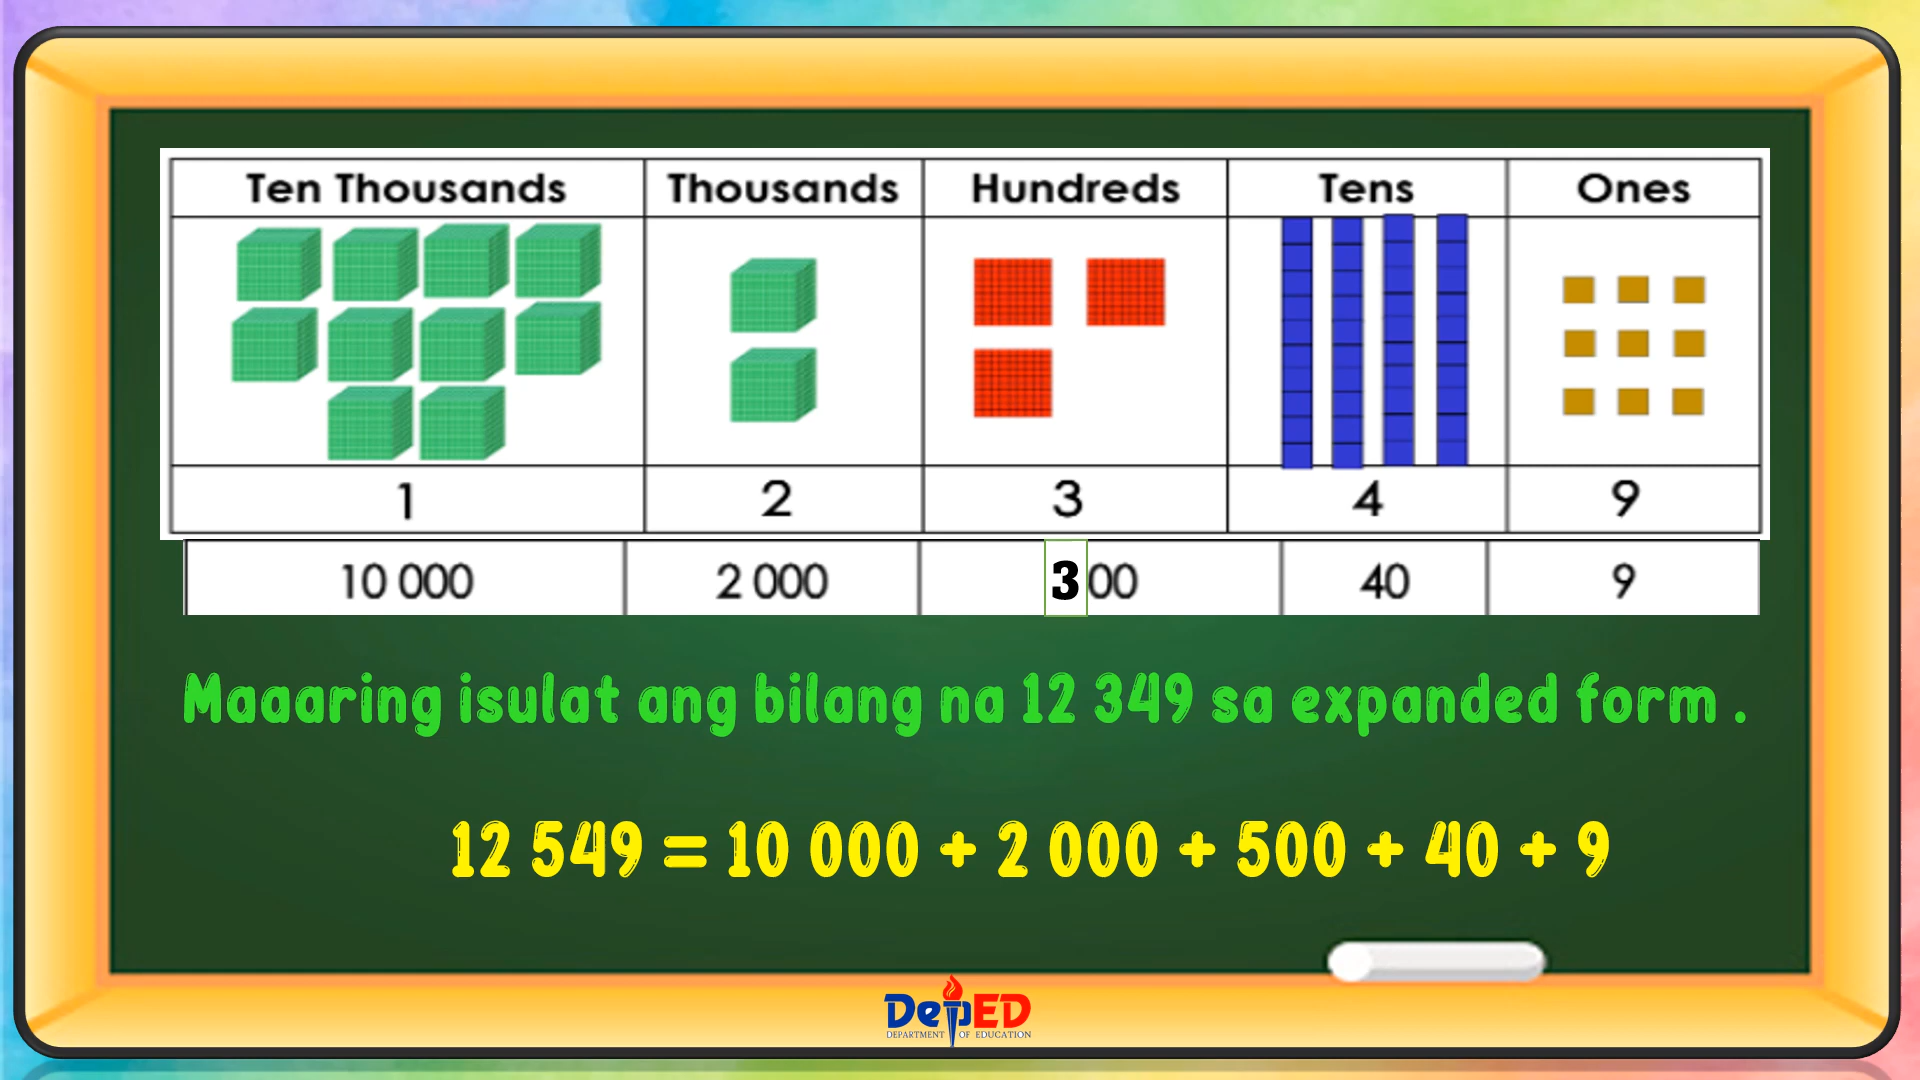 Ten Thousands Thousands Hundreds Tens Ones
1 2 3 4 9
10 000 2 000 300 40 9
Maaaring isulat ang bilang na 12 349 sa expanded form .
12 549 = 10 000 + 2 000 + 500 + 40 + 9
DepED
DEPARTMENT OF EDUCATION